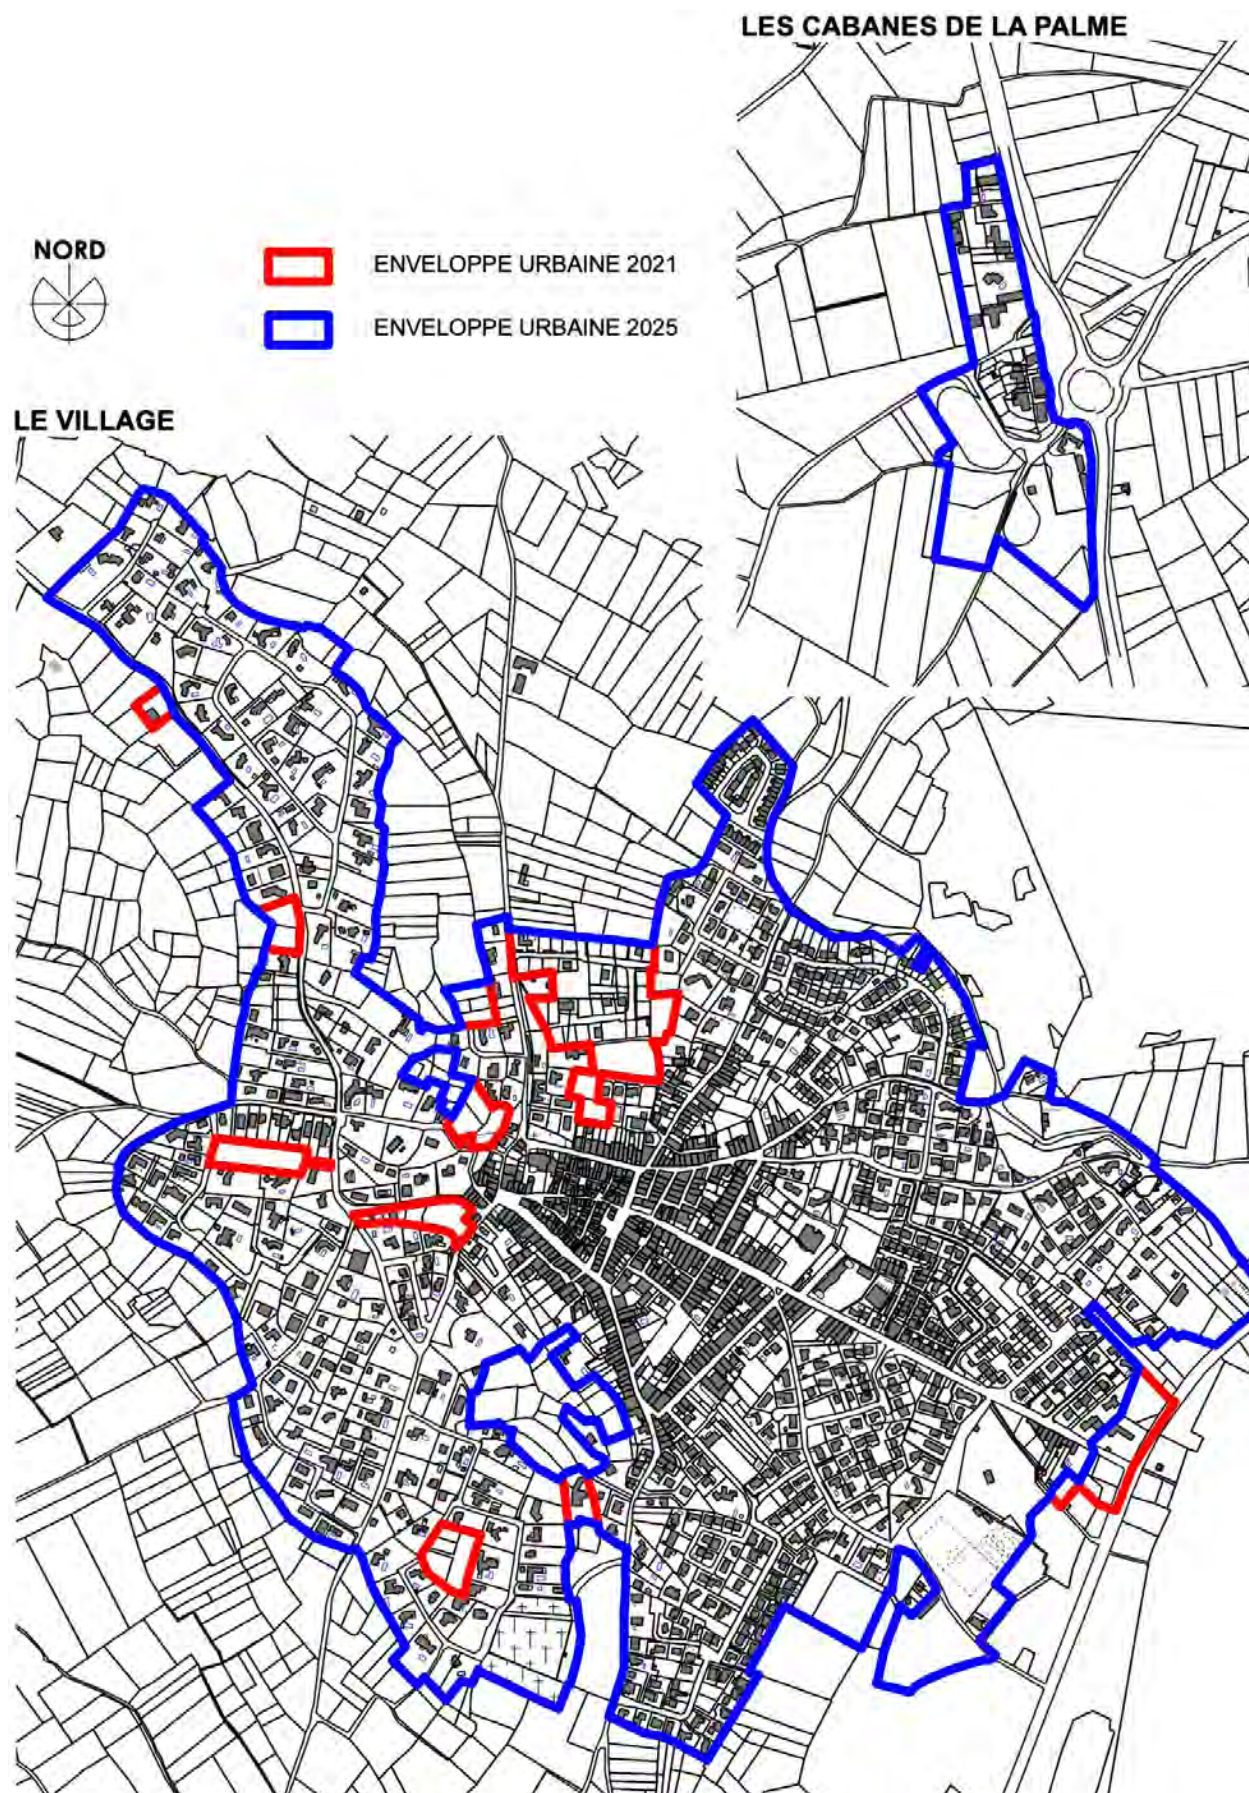 LES CABANES DE LA PALME
NORD
ENVELOPPE URBAINE 2021
ENVELOPPE URBAINE 2025
LE VILLAGE